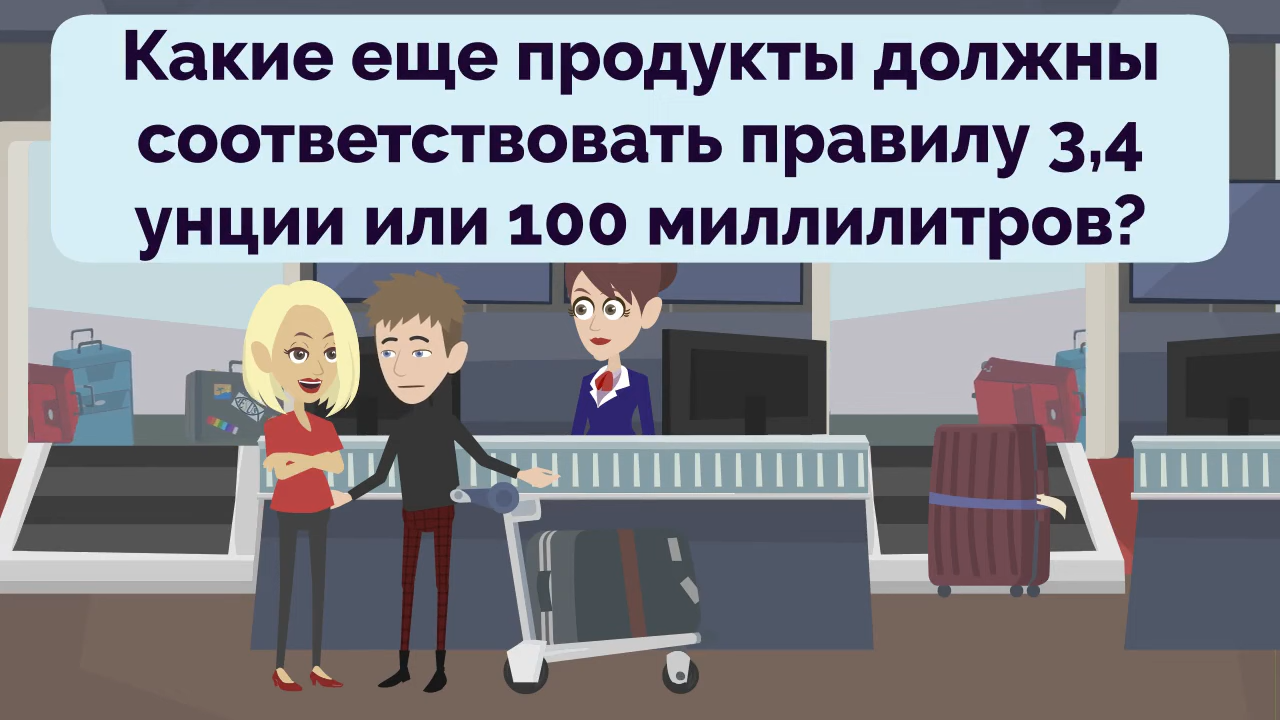 Какие еще продукты должны
соответствовать правилу 3,4
унции или 100 миллилитров?